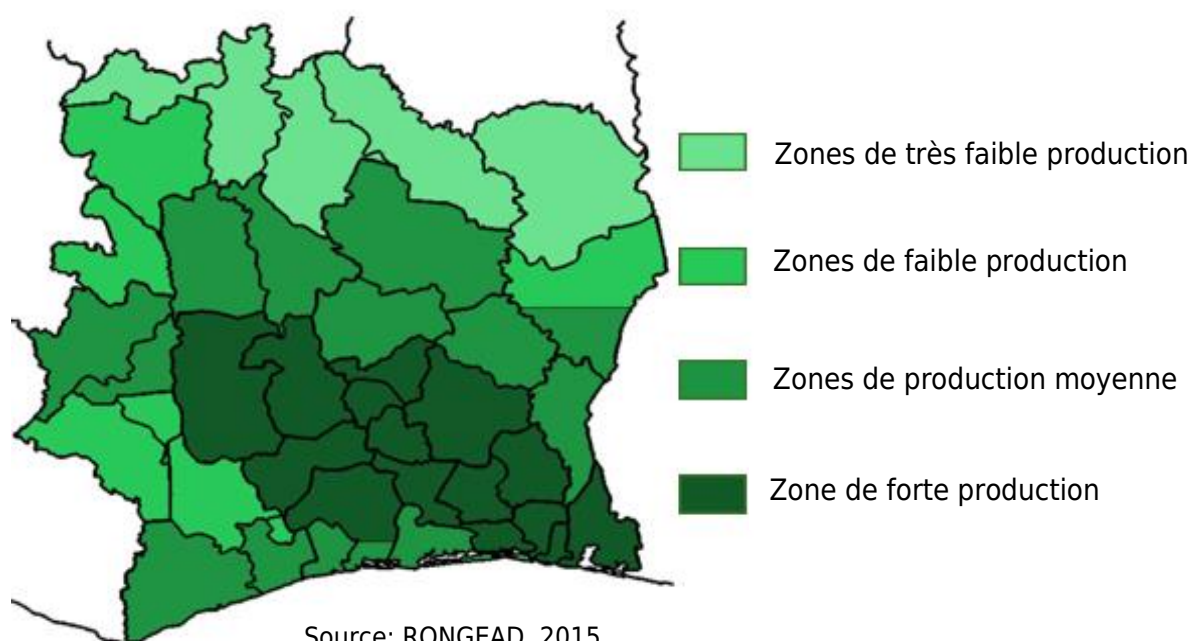 Zones de très faible production
Zones de faible production
Zones de production moyenne
Zone de forte production
Source: RONGEAD, 2015